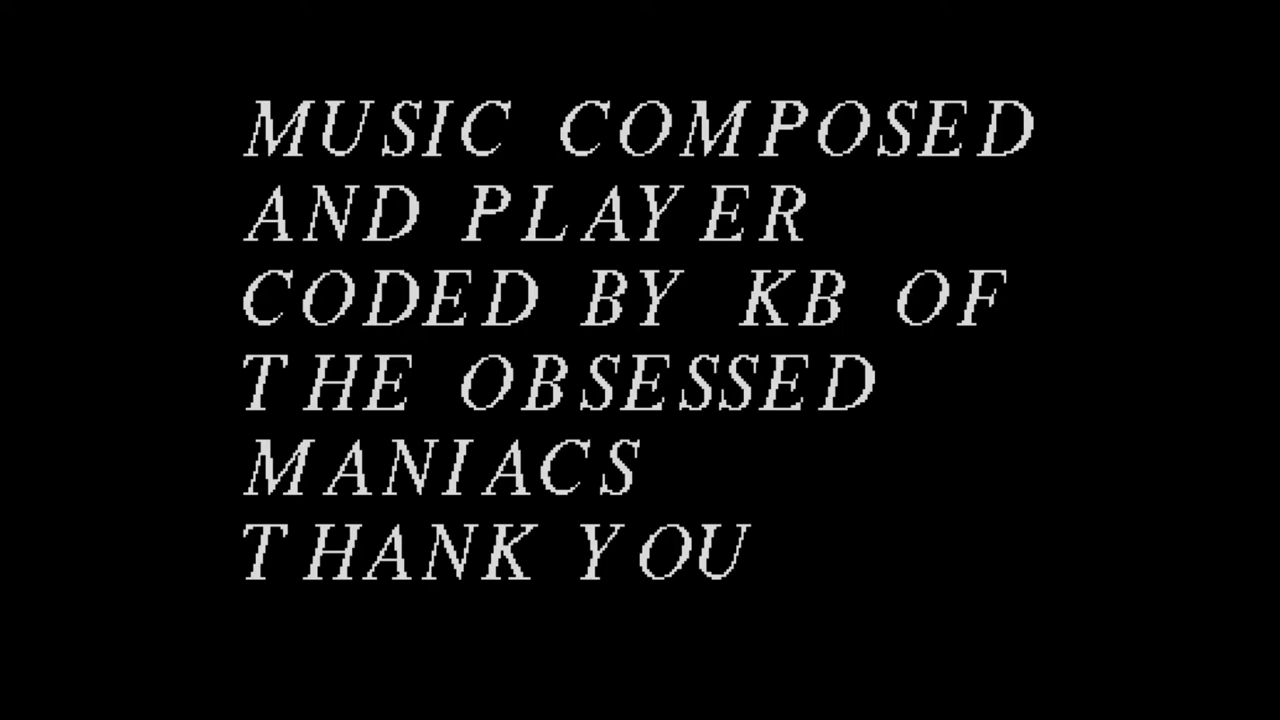 MUSIC COMPOSED
AND PLAYER
CODED BY KB OF
THE OBSESSED
MANIACS
THANK YOU